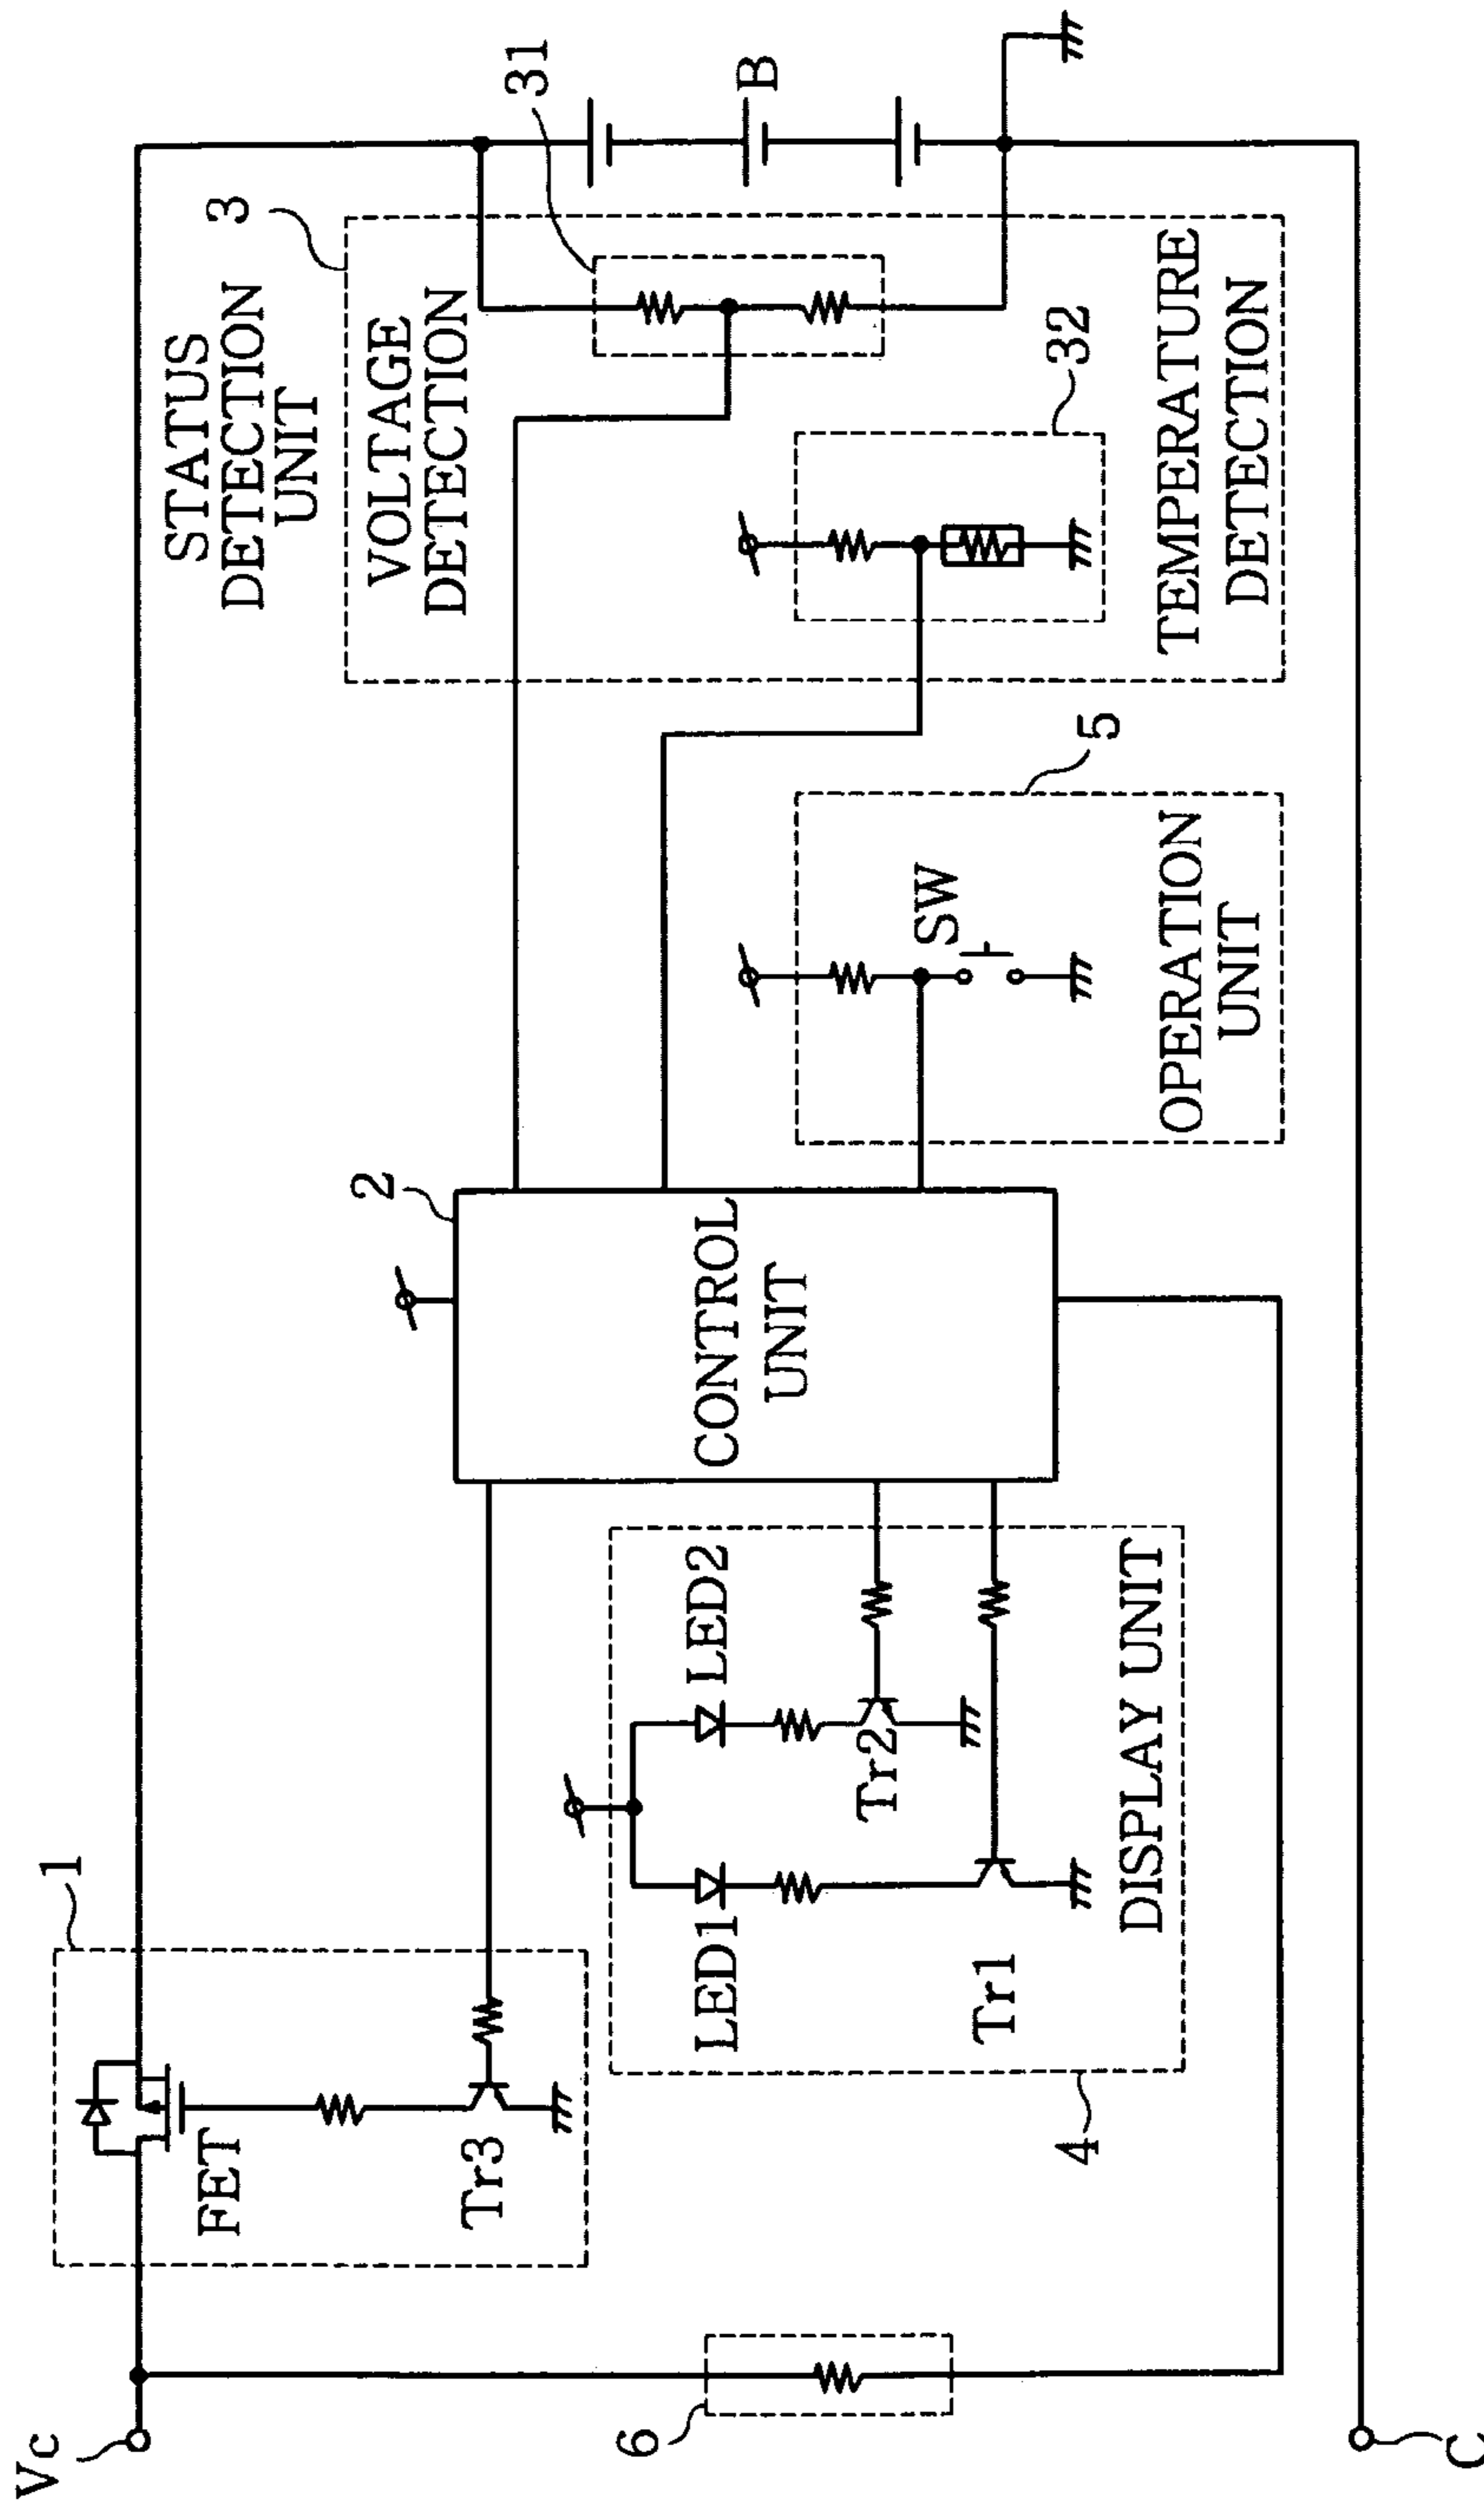 Vc
1
FET
Tr3
2
CONTROL
UNIT
STATUS
DETECTION
UNIT
3
VOLTAGE
DETECTION
31
B
LED1
LED2
Tr2
Tr1
DISPLAY UNIT
4
SW
OPERATION
UNIT
5
32
TEMPERATURE
DETECTION
6
C